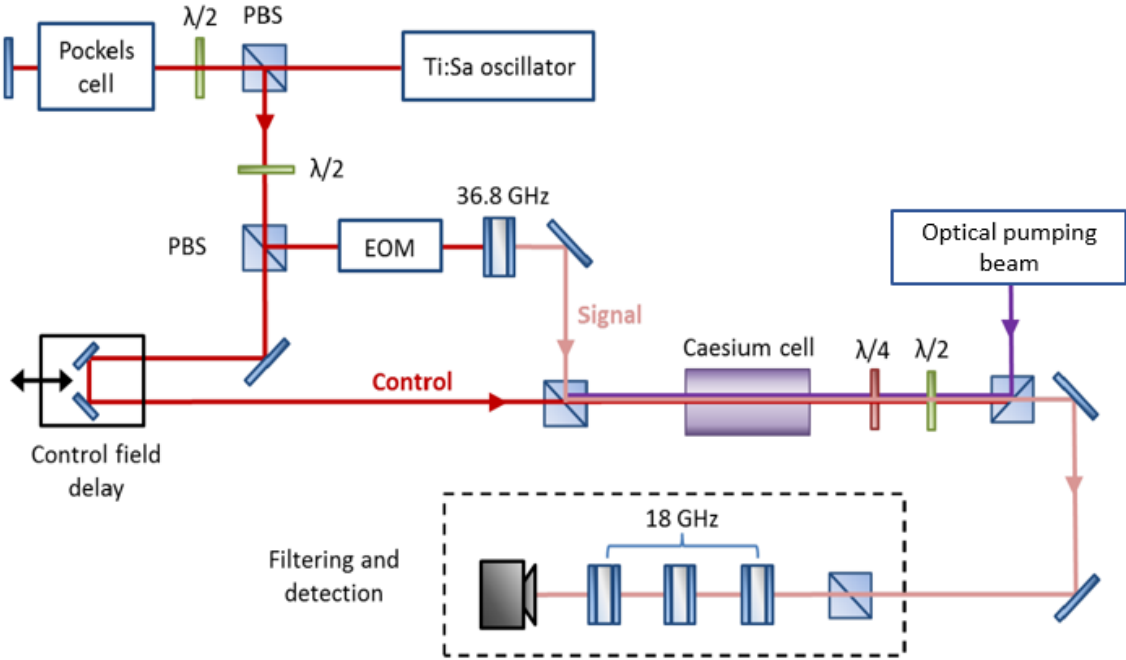 λ/2
PBS
Pockels
cell
Ti:Sa oscillator
λ/2
36.8 GHz
PBS
EOM
Optical pumping
beam
Signal
Caesium cell
λ/4
λ/2
Control
Control field
delay
18 GHz
Filtering and
detection